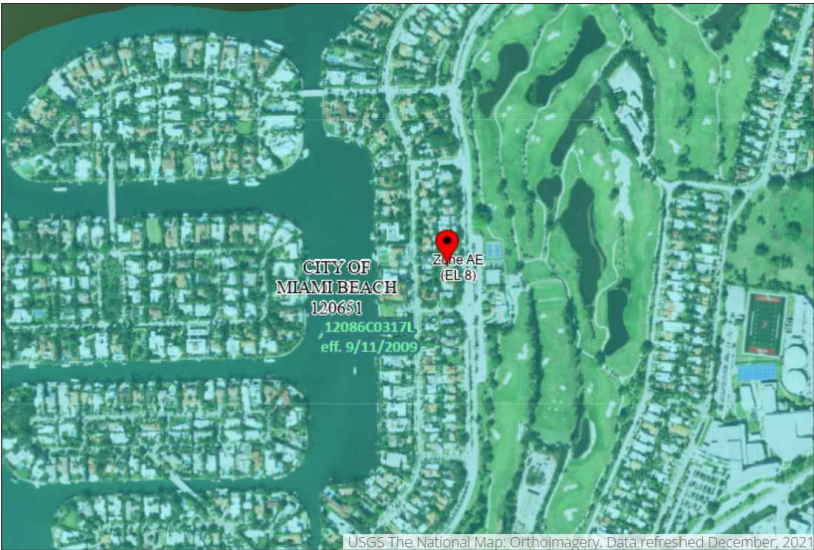 Zone AE
(EL 8)
CITY OF
MIAMI BEACH
120651
12086C0317L
eff. 9/11/2009
USGS The National Map: Orthoimagery. Data refreshed December, 2021